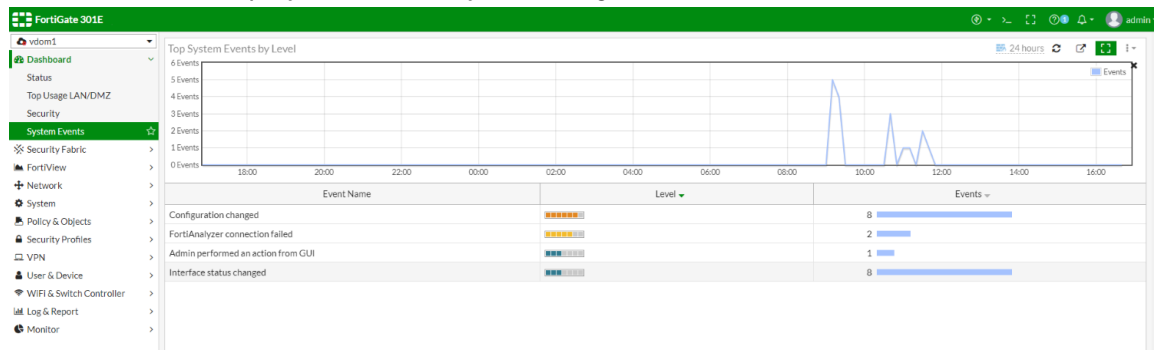 FortiGate 301E
admin
vdom1
Dashboard
Status
Top Usage LAN/DMZ
Security
System Events
Security Fabric
FortiView
Network
System
Policy & Objects
Security Profiles
VPN
User & Device
WiFi & Switch Controller
Log & Report
Monitor
Top System Events by Level
24 hours
6 Events
5 Events
4 Events
3 Events
2 Events
1 Events
0 Events
Events
18:00 20:00 22:00 00:00 02:00 04:00 06:00 08:00 10:00 12:00 14:00 16:00
Event Name Level Events
Configuration changed 8
FortiAnalyzer connection failed 2
Admin performed an action from GUI 1
Interface status changed 8